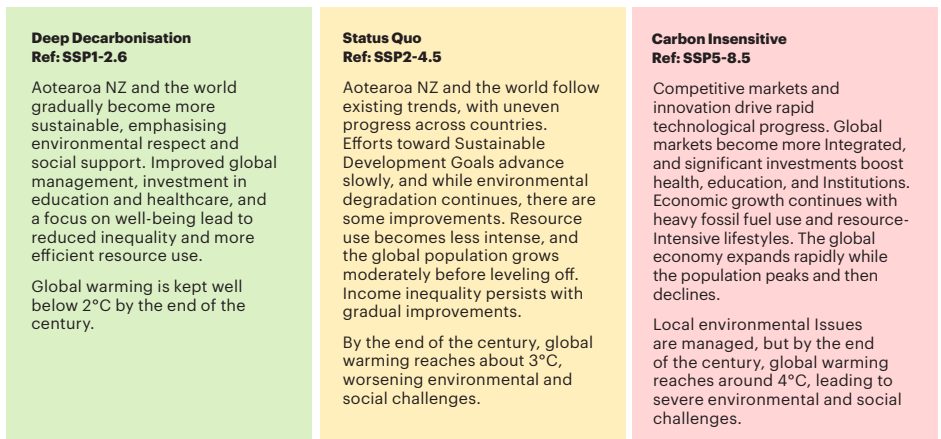 Deep Decarbonisation
Ref: SSP1-2.6
Aotearoa NZ and the world
gradually become more
sustainable, emphasising
environmental respect and
social support. Improved global
management, investment in
education and healthcare, and
a focus on well-being lead to
reduced inequality and more
efficient resource use.
Global warming is kept well
below 2°C by the end of the
century.
Status Quo
Ref: SSP2-4.5
Aotearoa NZ and the world follow
existing trends, with uneven
progress across countries.
Efforts toward Sustainable
Development Goals advance
slowly, and while environmental
degradation continues, there are
some improvements. Resource
use becomes less intense, and
the global population grows
moderately before leveling off.
Income inequality persists with
gradual improvements.
By the end of the century, global
warming reaches about 3°C,
worsening environmental and
social challenges.
Carbon Insensitive
Ref: SSP5-8.5
Competitive markets and
innovation drive rapid
technological progress. Global
markets become more Integrated,
and significant investments boost
health, education, and Institutions.
Economic growth continues with
heavy fossil fuel use and resource-
Intensive lifestyles. The global
economy expands rapidly while
the population peaks and then
declines.
Local environmental Issues
are managed, but by the end
of the century, global warming
reaches around 4°C, leading to
severe environmental and social
challenges.